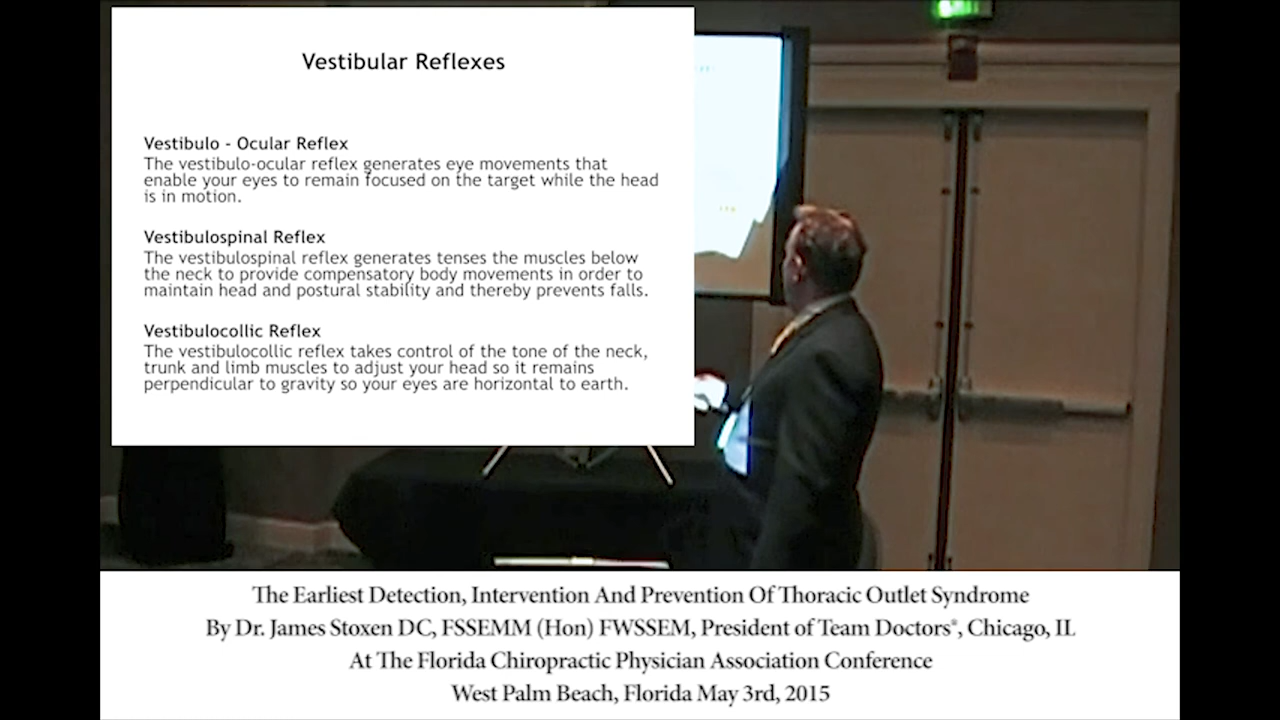 Vestibular Reflexes
Vestibulo - Ocular Reflex
The vestibulo-ocular reflex generates eye movements that
enable your eyes to remain focused on the target while the head
is in motion.
Vestibulospinal Reflex
The vestibulospinal reflex generates tenses the muscles below
the neck to provide compensatory body movements in order to
maintain head and postural stability and thereby prevents falls.
Vestibulocollic Reflex
The vestibulocollic reflex takes control of the tone of the neck,
trunk and limb muscles to adjust your head so it remains
perpendicular to gravity so your eyes are horizontal to earth.
The Earliest Detection, Intervention And Prevention Of Thoracic Outlet Syndrome
By Dr. James Stoxen DC, FSSEMM (Hon) FWSSEM, President of Team Doctors®, Chicago, IL
At The Florida Chiropractic Physician Association Conference
West Palm Beach, Florida May 3rd, 2015